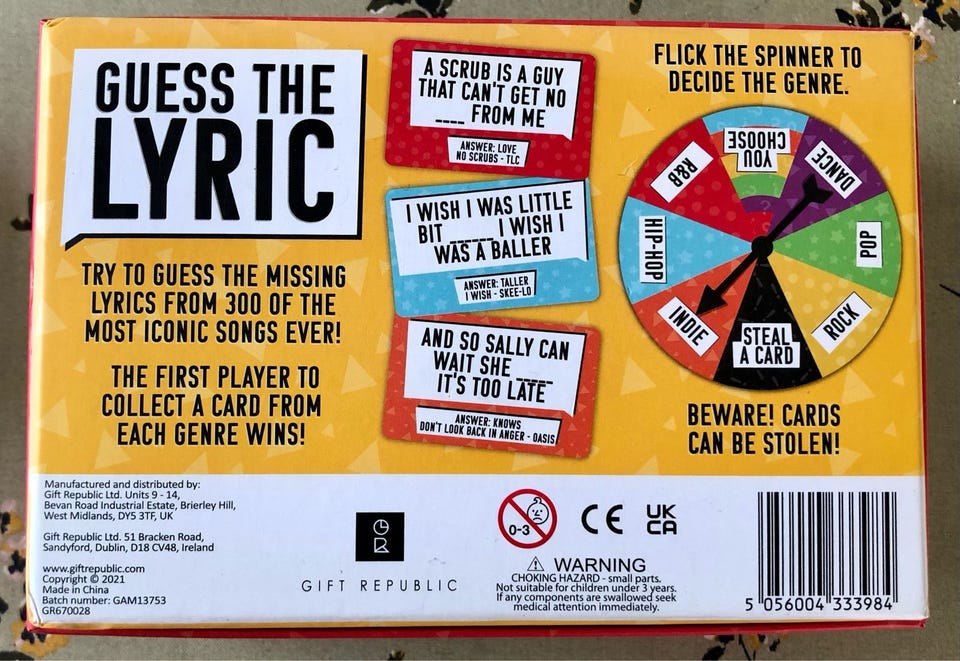 GUESS THE
LYRIC
TRY TO GUESS THE MISSING
LYRICS FROM 300 OF THE
MOST ICONIC SONGS EVER!
THE FIRST PLAYER TO
COLLECT A CARD FROM
EACH GENRE WINS!
A SCRUB IS A GUY
THAT CAN'T GET NO
____ FROM ME
ANSWER: LOVE
NO SCRUBS - TLC
I WISH I WAS LITTLE
BIT ____ I WISH I
WAS A BALLER
ANSWER: TALLER
I WISH - SKEE-LO
AND SO SALLY CAN
WAIT SHE ____
IT'S TOO LATE
ANSWER: KNOWS
DON'T LOOK BACK IN ANGER - OASIS
FLICK THE SPINNER TO
DECIDE THE GENRE.
YOU
CHOOSE
DANCE
POP
ROCK
STEAL
A CARD
INDIE
HIP-HOP
R&B
BEWARE! CARDS
CAN BE STOLEN!
Manufactured and distributed by:
Gift Republic Ltd. Units 9 - 14,
Bevan Road Industrial Estate, Brierley Hill,
West Midlands, DY5 3TF, UK
Gift Republic Ltd. 51 Bracken Road,
Sandyford, Dublin, D18 CV48, Ireland
www.giftrepublic.com
Copyright © 2021
Made in China
Batch number: GAM13753
GR670028
GR
GIFT REPUBLIC
0-3
CE
UK
CA
⚠ WARNING
CHOKING HAZARD - small parts.
Not suitable for children under 3 years.
If any components are swallowed seek
medical attention immediately.
5 056004 333984